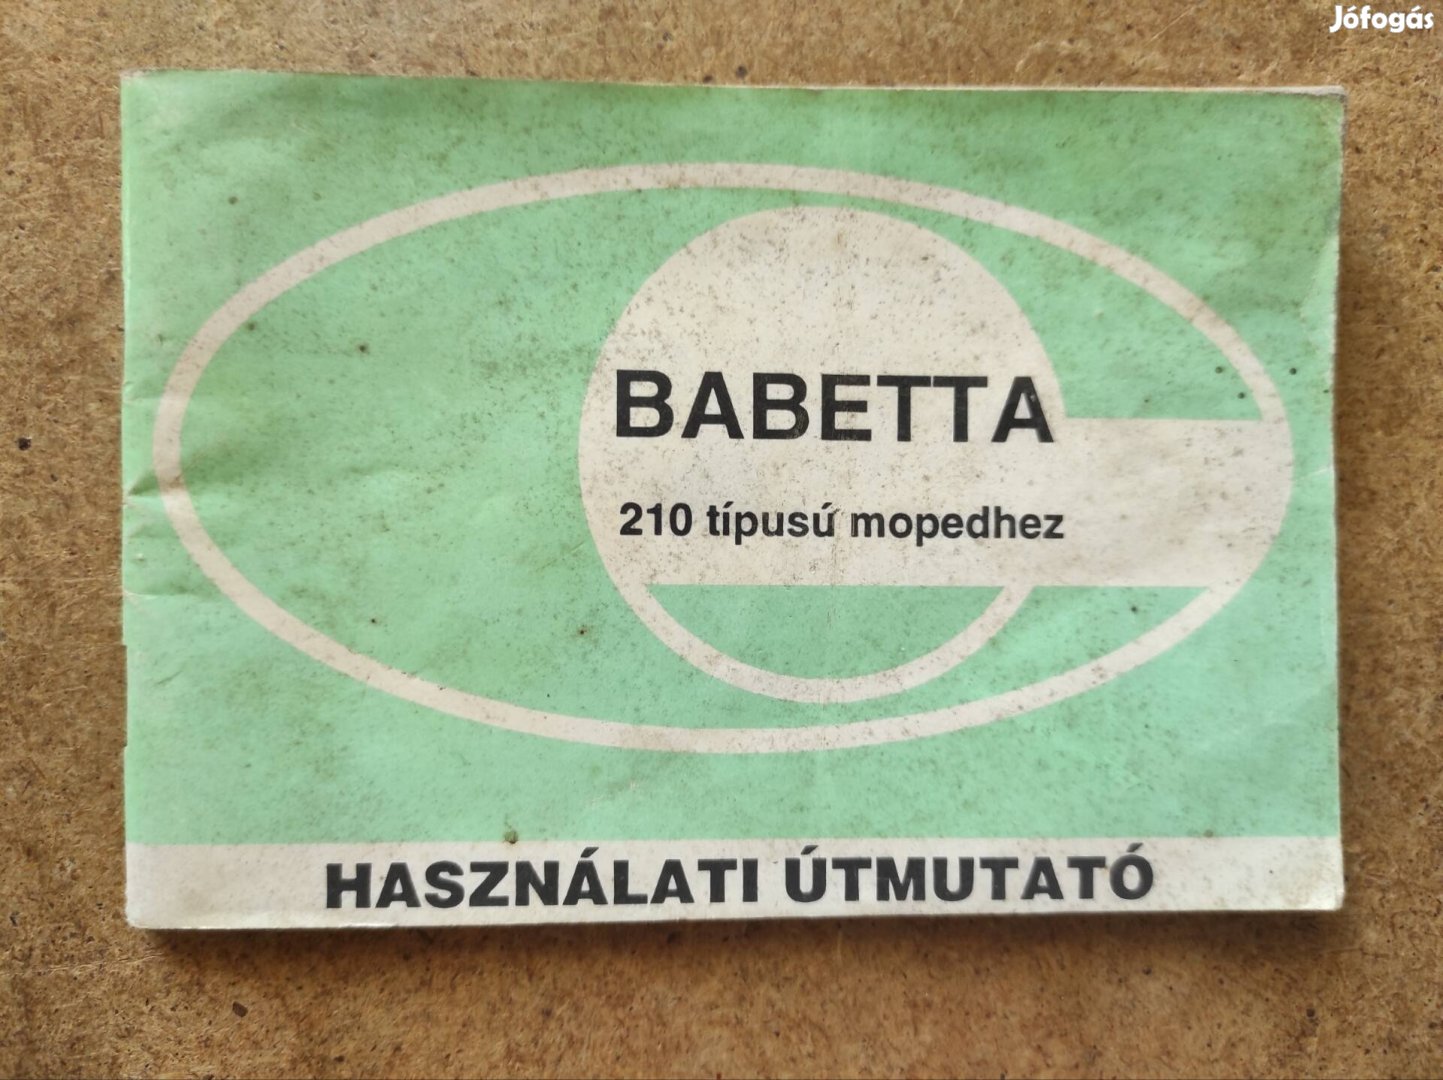 Jófogás
BABETTA
210 típusú mopedhez
HASZNÁLATI ÚTMUTATÓ